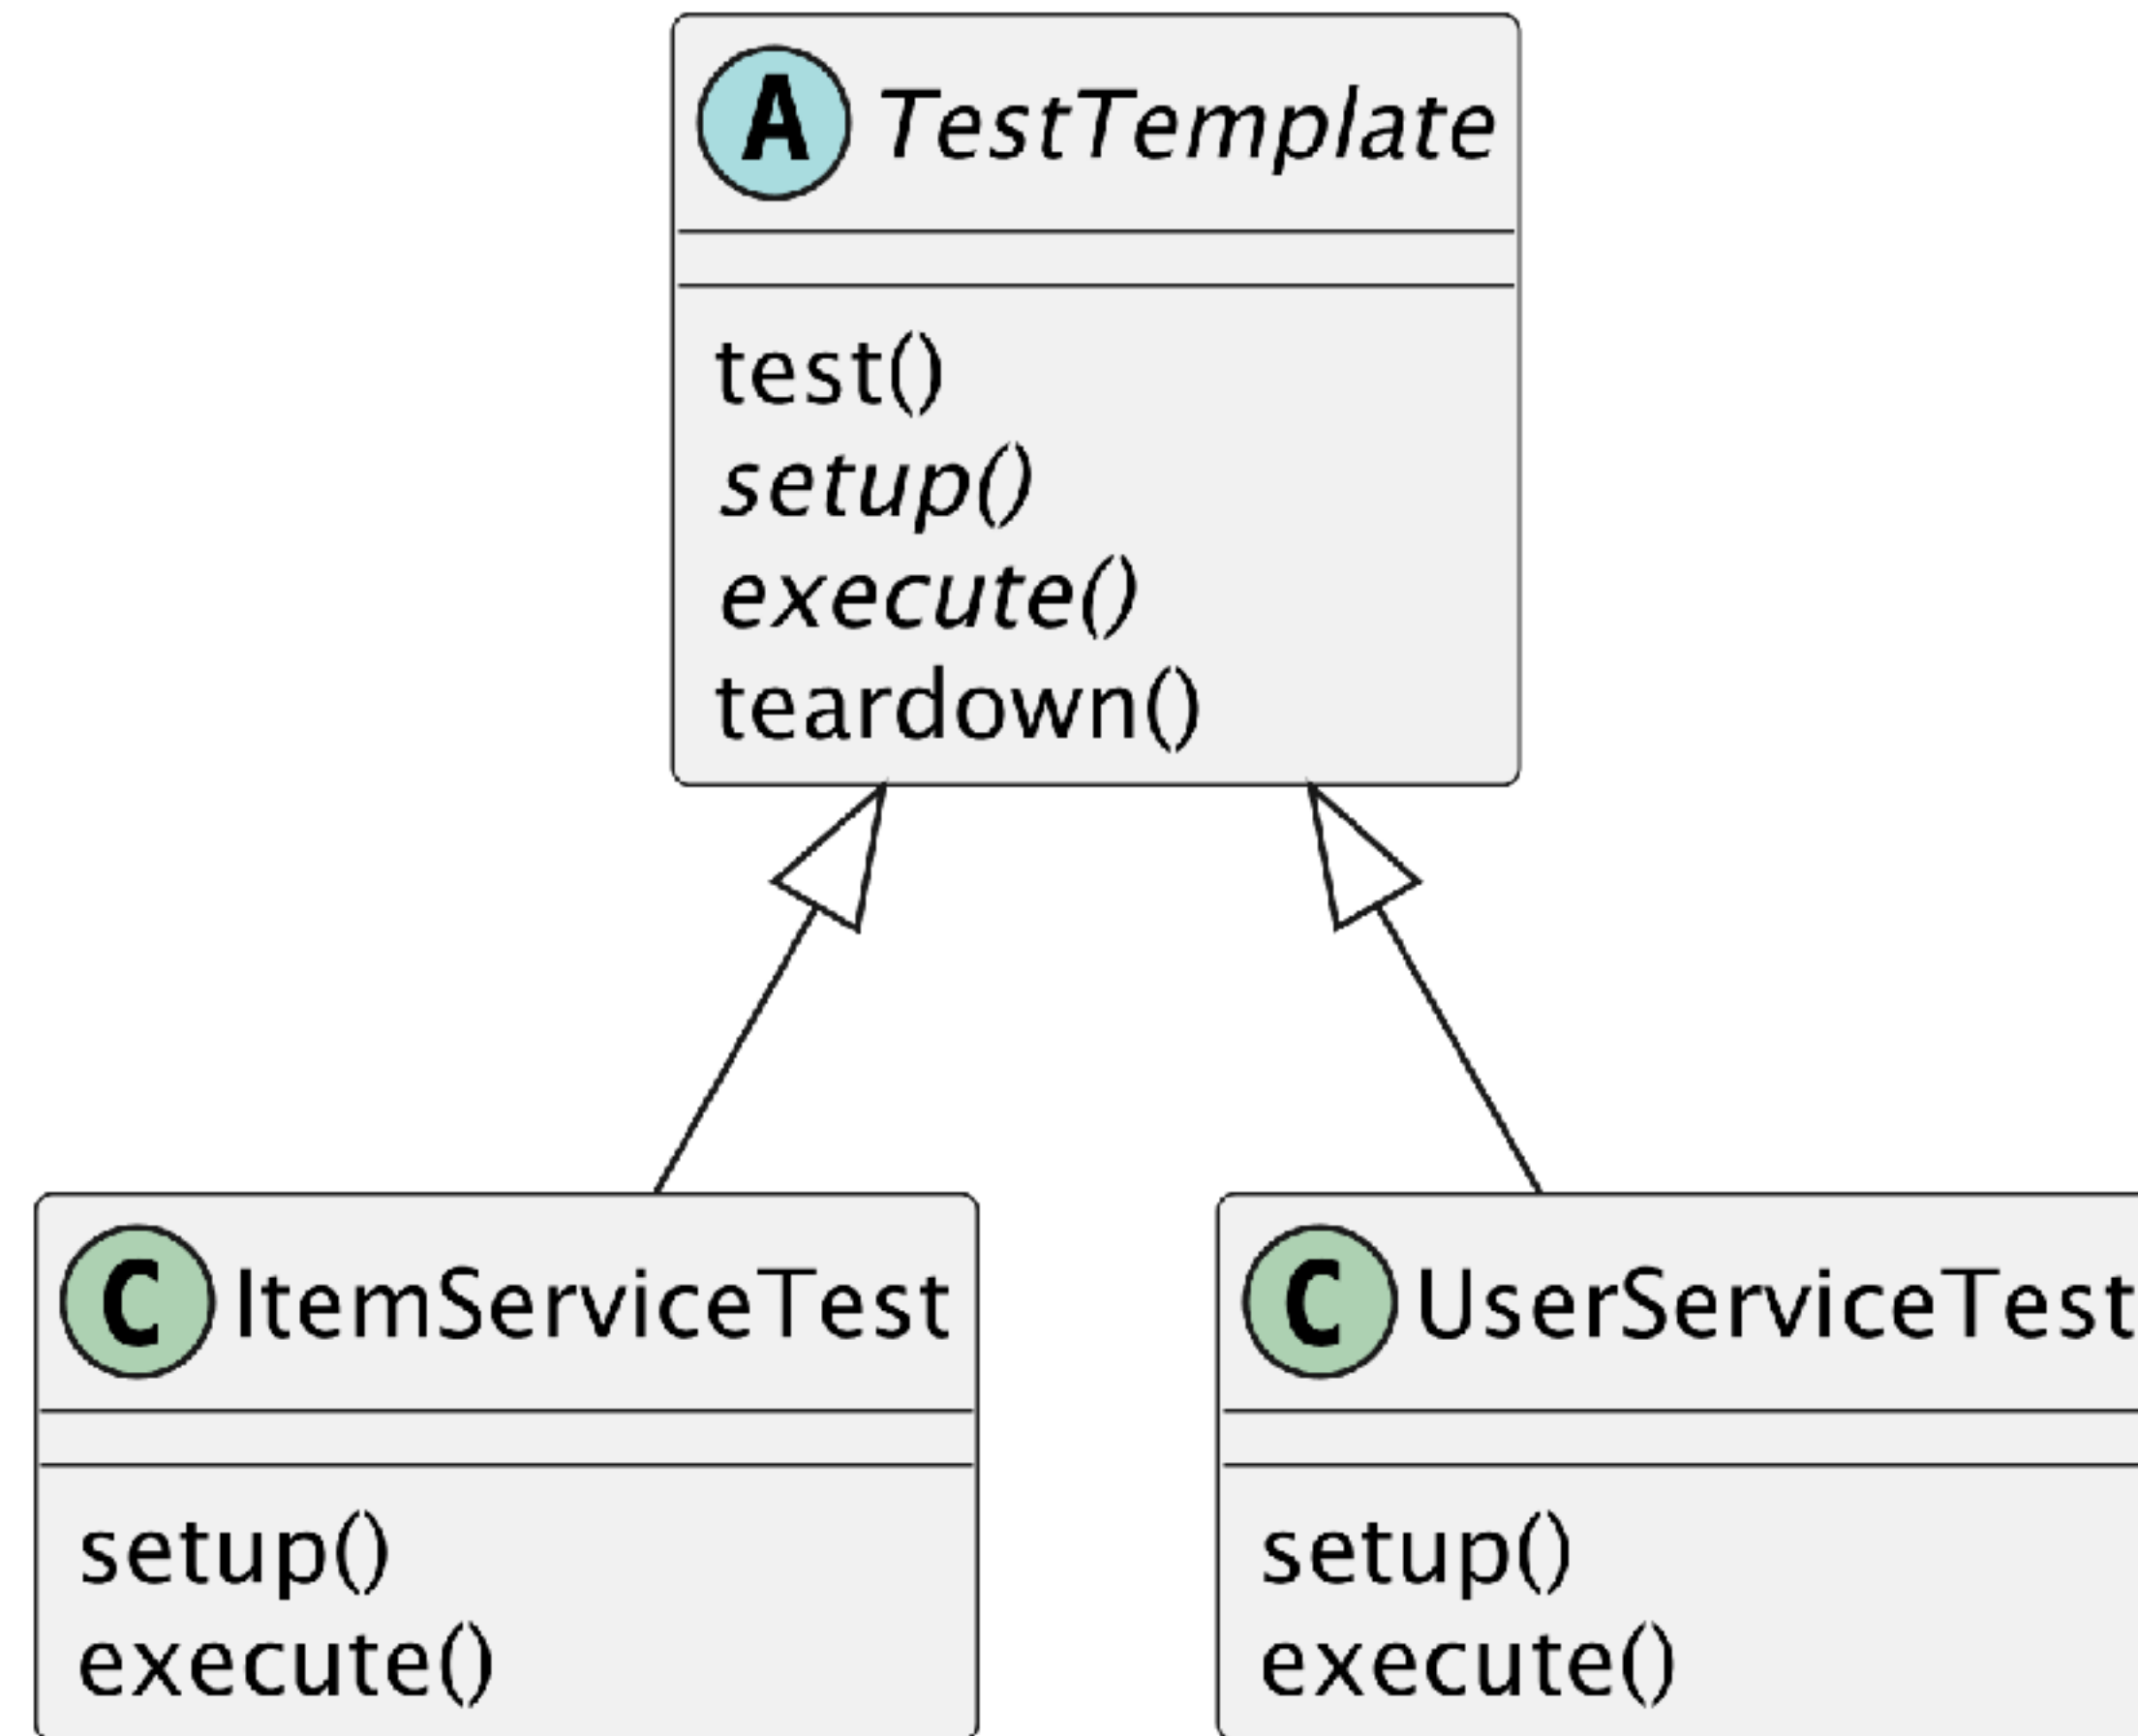 A TestTemplate
test()
setup()
execute()
teardown()
C ItemServiceTest
setup()
execute()
C UserServiceTest
setup()
execute()